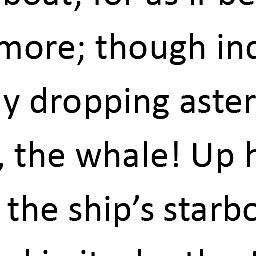 more; though ind
y dropping aster
, the whale! Up h
the ship’s starbo